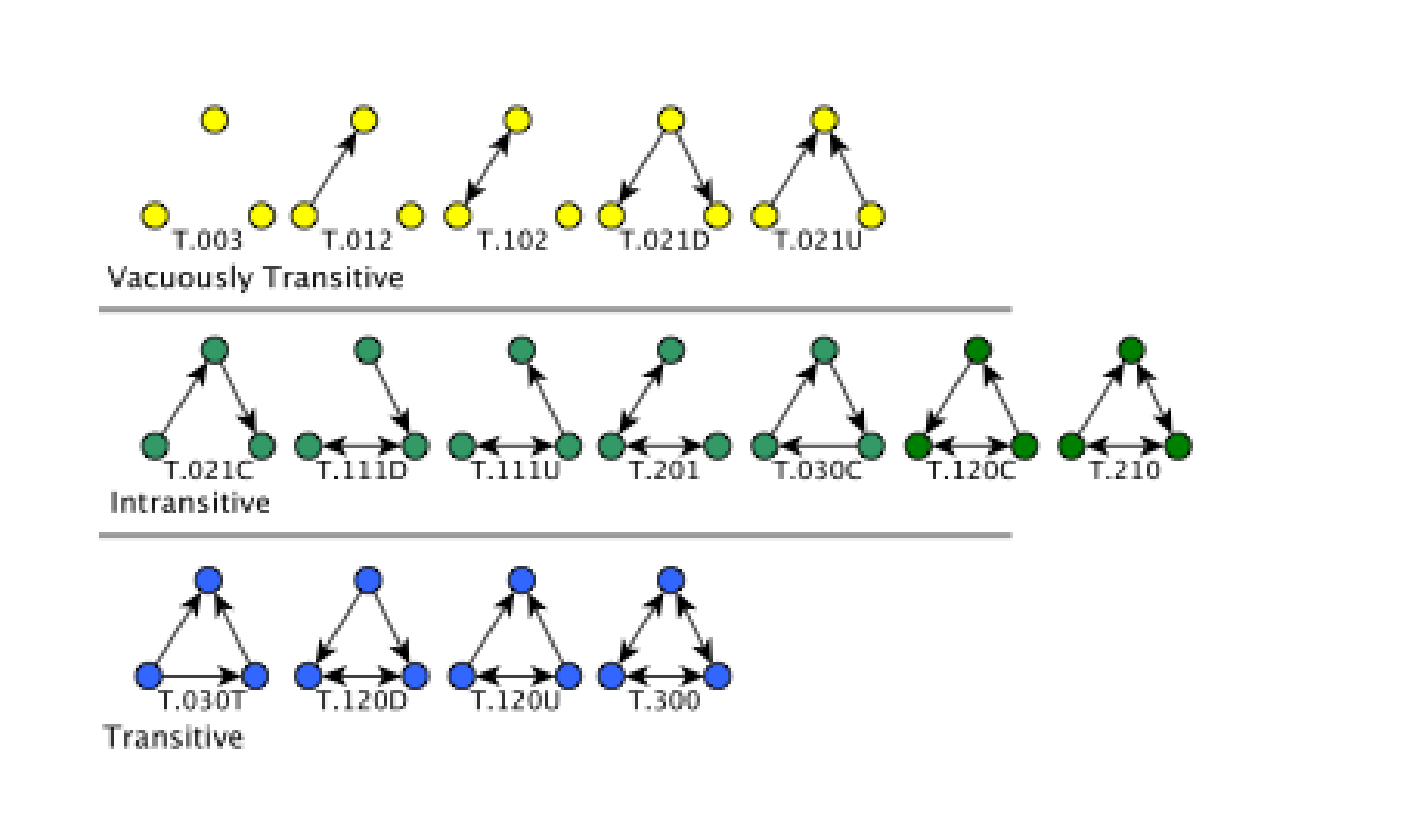 T.003 T.012 T.102 T.021D T.021U
Vacuously Transitive
T.021C T.111D T.111U T.201 T.030C T.120C T.210
Intransitive
T.030T T.120D T.120U T.300
Transitive